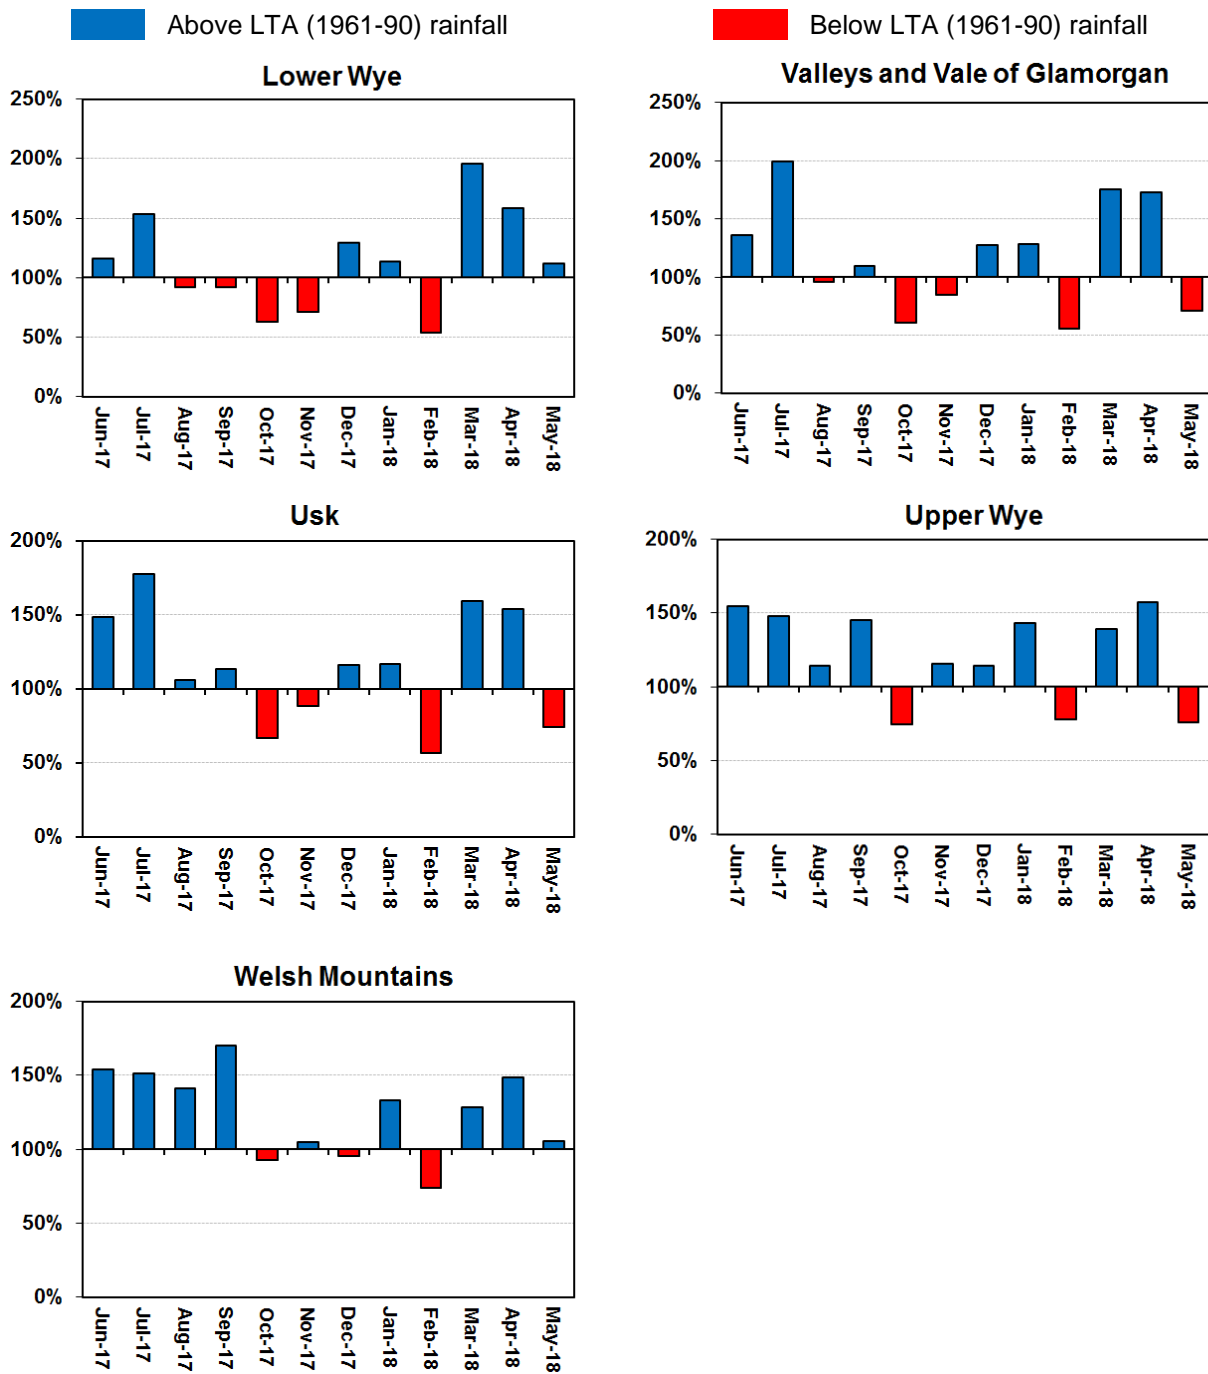 Above LTA (1961-90) rainfall
Below LTA (1961-90) rainfall
Lower Wye
250%
200%
150%
100%
50%
0%
Jun-17
Jul-17
Aug-17
Sep-17
Oct-17
Nov-17
Dec-17
Jan-18
Feb-18
Mar-18
Apr-18
May-18
Valleys and Vale of Glamorgan
250%
200%
150%
100%
50%
0%
Jun-17
Jul-17
Aug-17
Sep-17
Oct-17
Nov-17
Dec-17
Jan-18
Feb-18
Mar-18
Apr-18
May-18
Usk
200%
150%
100%
50%
0%
Jun-17
Jul-17
Aug-17
Sep-17
Oct-17
Nov-17
Dec-17
Jan-18
Feb-18
Mar-18
Apr-18
May-18
Upper Wye
200%
150%
100%
50%
0%
Jun-17
Jul-17
Aug-17
Sep-17
Oct-17
Nov-17
Dec-17
Jan-18
Feb-18
Mar-18
Apr-18
May-18
Welsh Mountains
200%
150%
100%
50%
0%
Jun-17
Jul-17
Aug-17
Sep-17
Oct-17
Nov-17
Dec-17
Jan-18
Feb-18
Mar-18
Apr-18
May-18